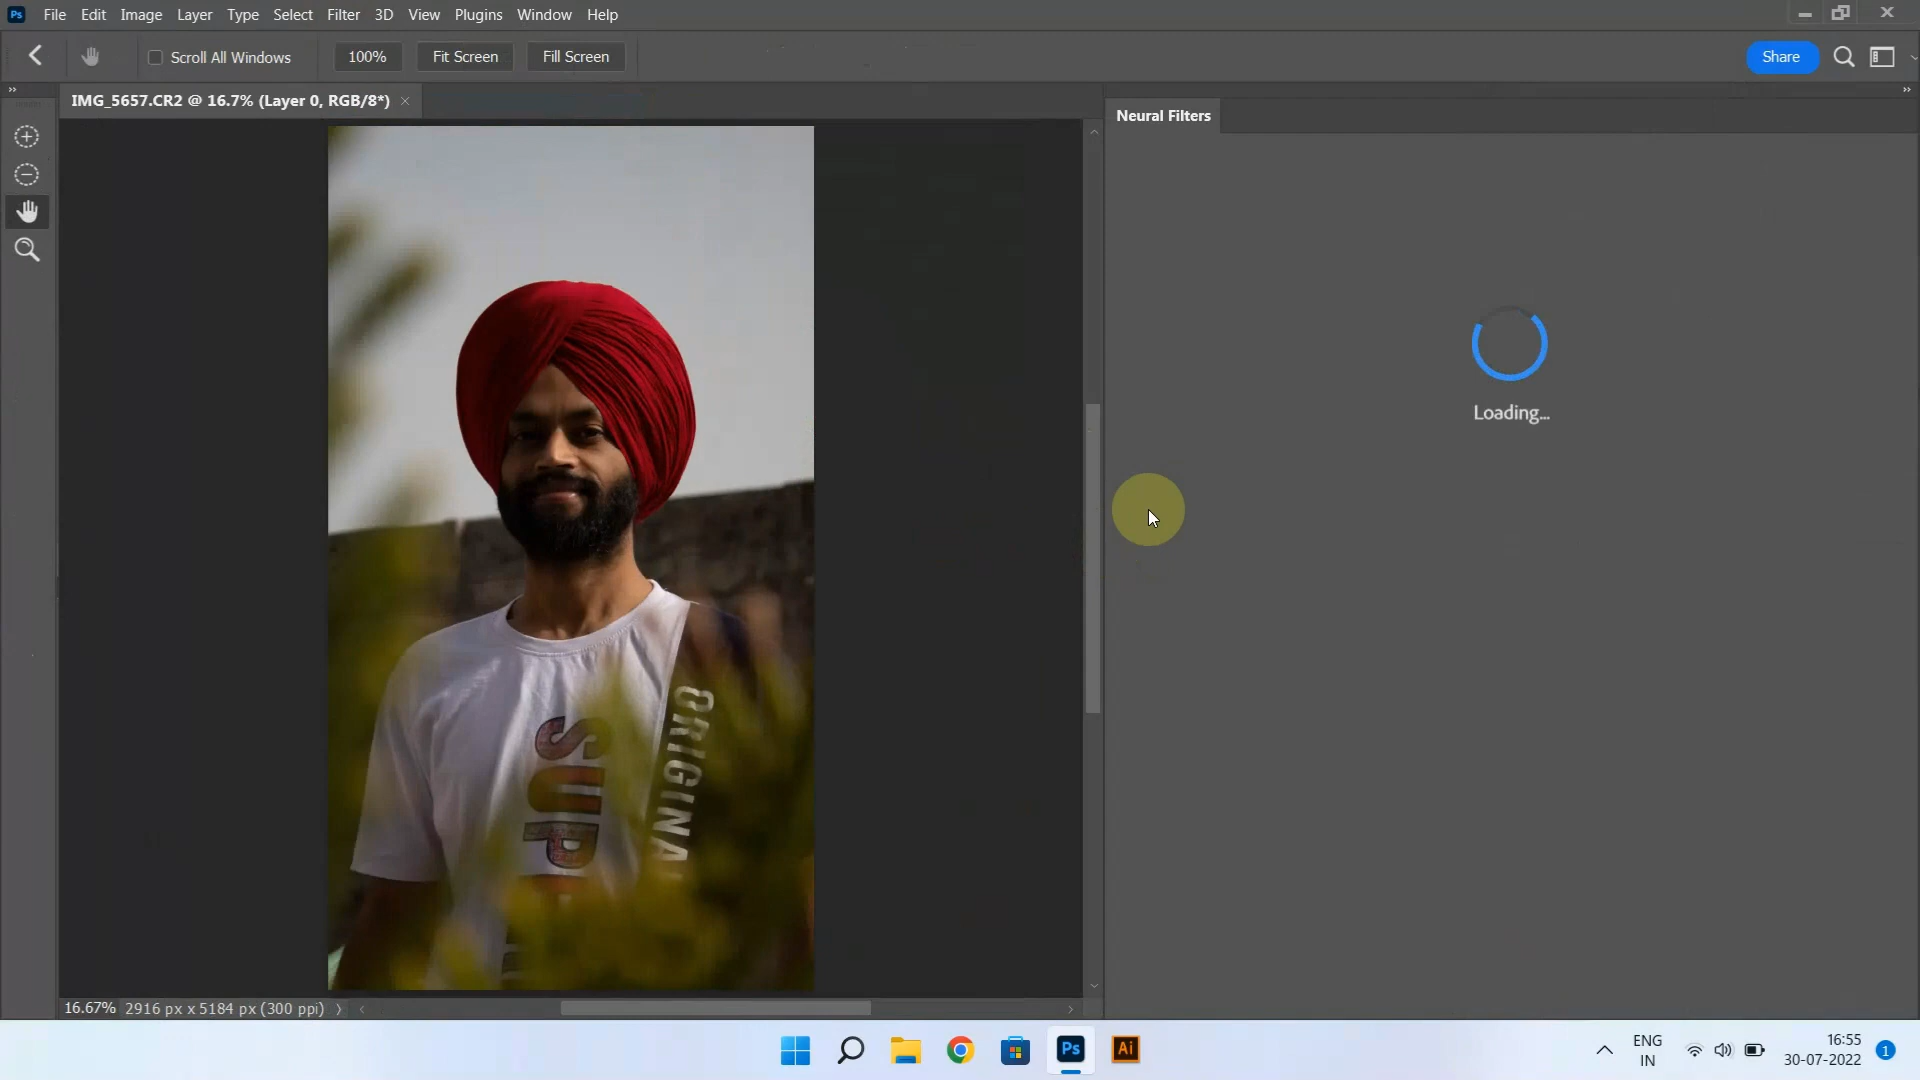 Ps File Edit Image Layer Type Select Filter 3D View Plugins Window Help
Scroll All Windows 100% Fit Screen Fill Screen Share
IMG_5657.CR2 @ 16.7% (Layer 0, RGB/8*) ×
Neural Filters
Loading...
SUP
ORIGINA
16.67% 2916 px x 5184 px (300 ppi)
Ps Ai
ENG
IN
16:55
30-07-2022
1